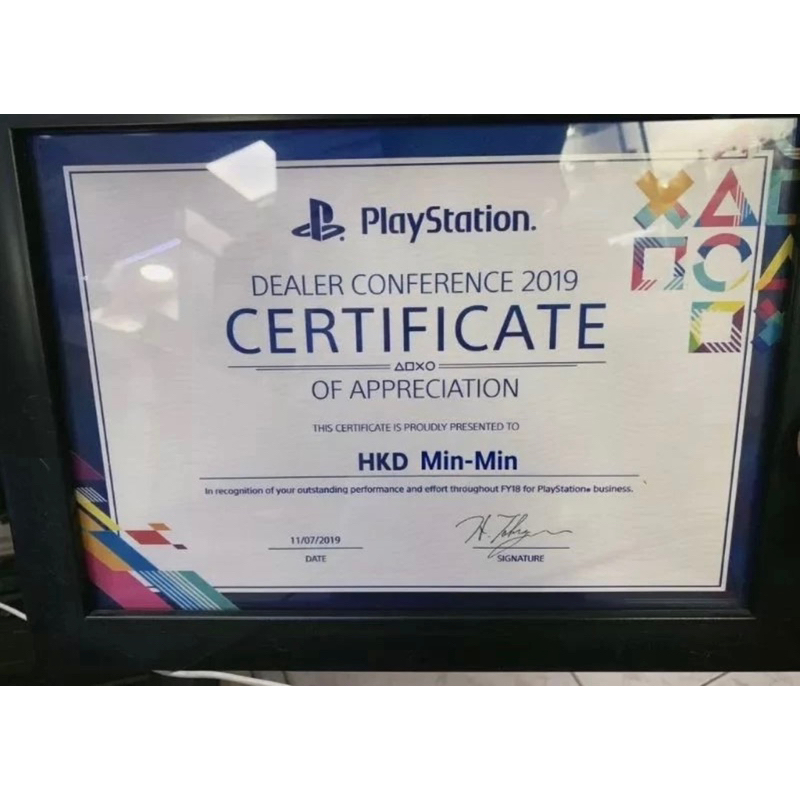 PlayStation.
DEALER CONFERENCE 2019
CERTIFICATE
OF APPRECIATION
THIS CERTIFICATE IS PROUDLY PRESENTED TO
HKD Min-Min
In recognition of your outstanding performance and effort throughout FY18 for PlayStation® business.
11/07/2019
DATE
SIGNATURE